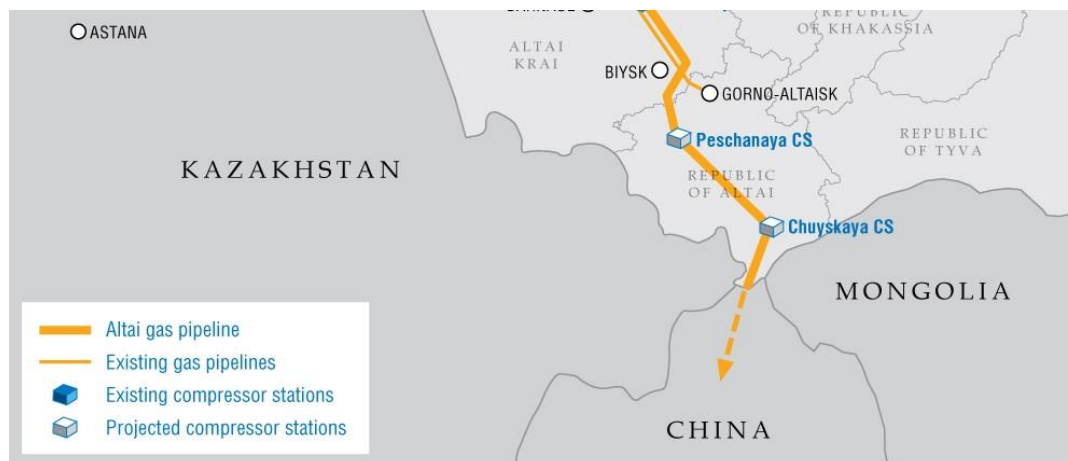 ASTANA
ALTAI
KRAI
REPUBLIC
OF KHAKASSIA
BIYSK
GORNO-ALTAISK
Peschanaya CS
REPUBLIC
OF TYVA
KAZAKHSTAN
REPUBLIC
OF ALTAI
Chuyskaya CS
MONGOLIA
Altai gas pipeline
Existing gas pipelines
Existing compressor stations
Projected compressor stations
CHINA